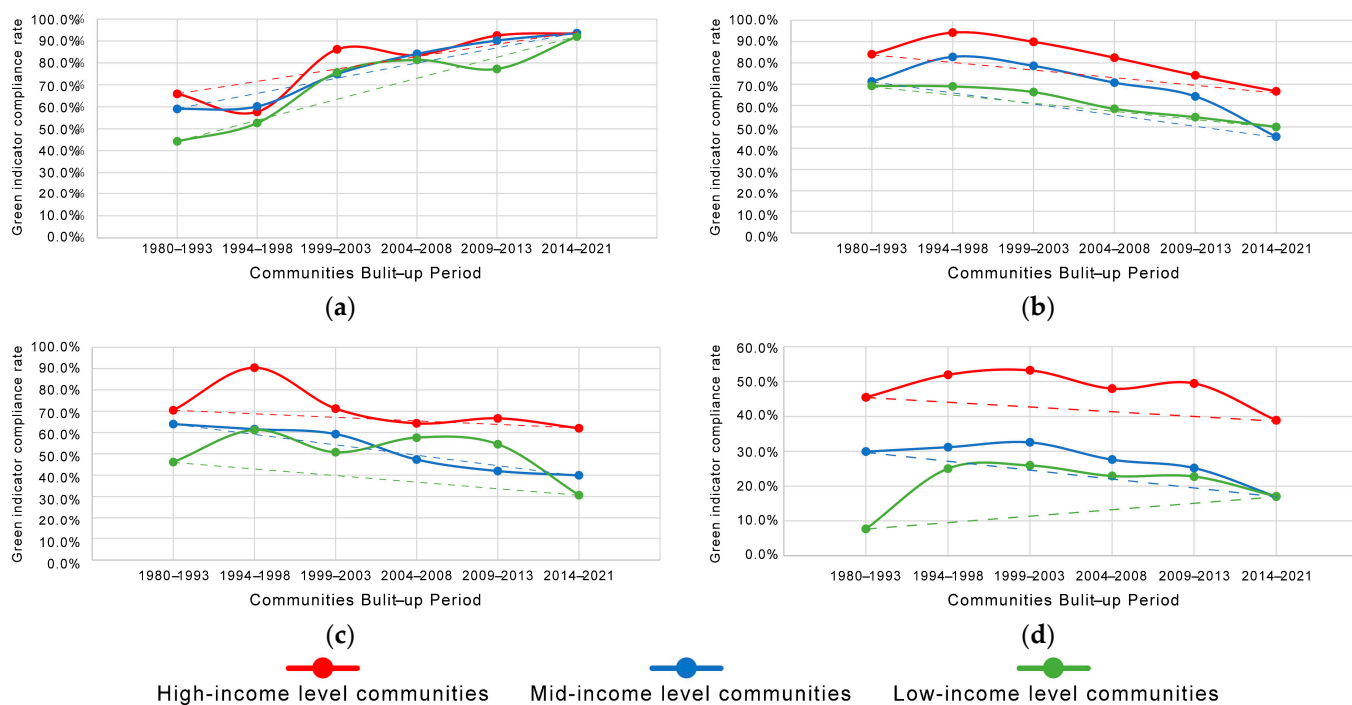 Green indicator compliance rate
100.0%
90.0%
80.0%
70.0%
60.0%
50.0%
40.0%
30.0%
20.0%
10.0%
0.0%
1980–1993 1994–1998 1999–2003 2004–2008 2009–2013 2014–2021
Communities Bulit–up Period
(a)
Green indicator compliance rate
100.0%
90.0%
80.0%
70.0%
60.0%
50.0%
40.0%
30.0%
20.0%
10.0%
0.0%
1980–1993 1994–1998 1999–2003 2004–2008 2009–2013 2014–2021
Communities Bulit–up Period
(b)
Green indicator compliance rate
100.0%
90.0%
80.0%
70.0%
60.0%
50.0%
40.0%
30.0%
20.0%
10.0%
0.0%
1980–1993 1994–1998 1999–2003 2004–2008 2009–2013 2014–2021
Communities Bulit–up Period
(c)
Green indicator compliance rate
60.0%
50.0%
40.0%
30.0%
20.0%
10.0%
0.0%
1980–1993 1994–1998 1999–2003 2004–2008 2009–2013 2014–2021
Communities Bulit–up Period
(d)
High-income level communities Mid-income level communities Low-income level communities